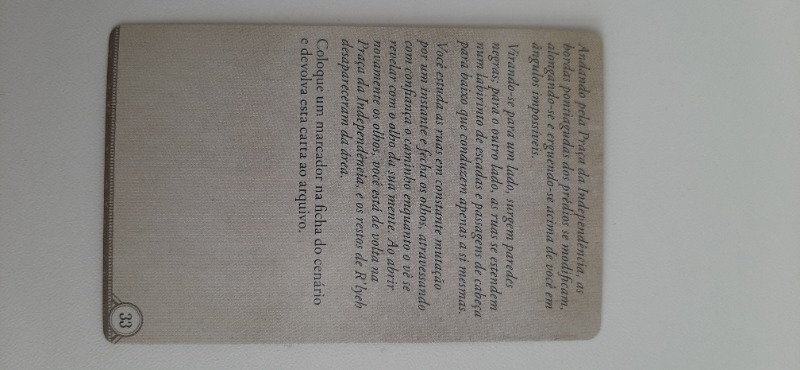 Andando pela Praça da Independência, as
bordas pontiagudas dos prédios se modificam,
alongando-se e erguendo-se acima de você em
ângulos impossíveis.
Virando-se para um lado, surgem paredes
negras; para o outro lado, as ruas se estendem
num labirinto de escadas e passagens de cabeça
para baixo que conduzem apenas a si mesmas.
Você estuda as ruas em constante mutação
por um instante e fecha os olhos, atravessando
com confiança o caminho enquanto o vê se
revelar com o olho da sua mente. Ao abrir
novamente os olhos, você está de volta na
Praça da Independência, e os restos de R'lyeh
desapareceram da área.
Coloque um marcador na ficha do cenário
e devolva esta carta ao arquivo.
33